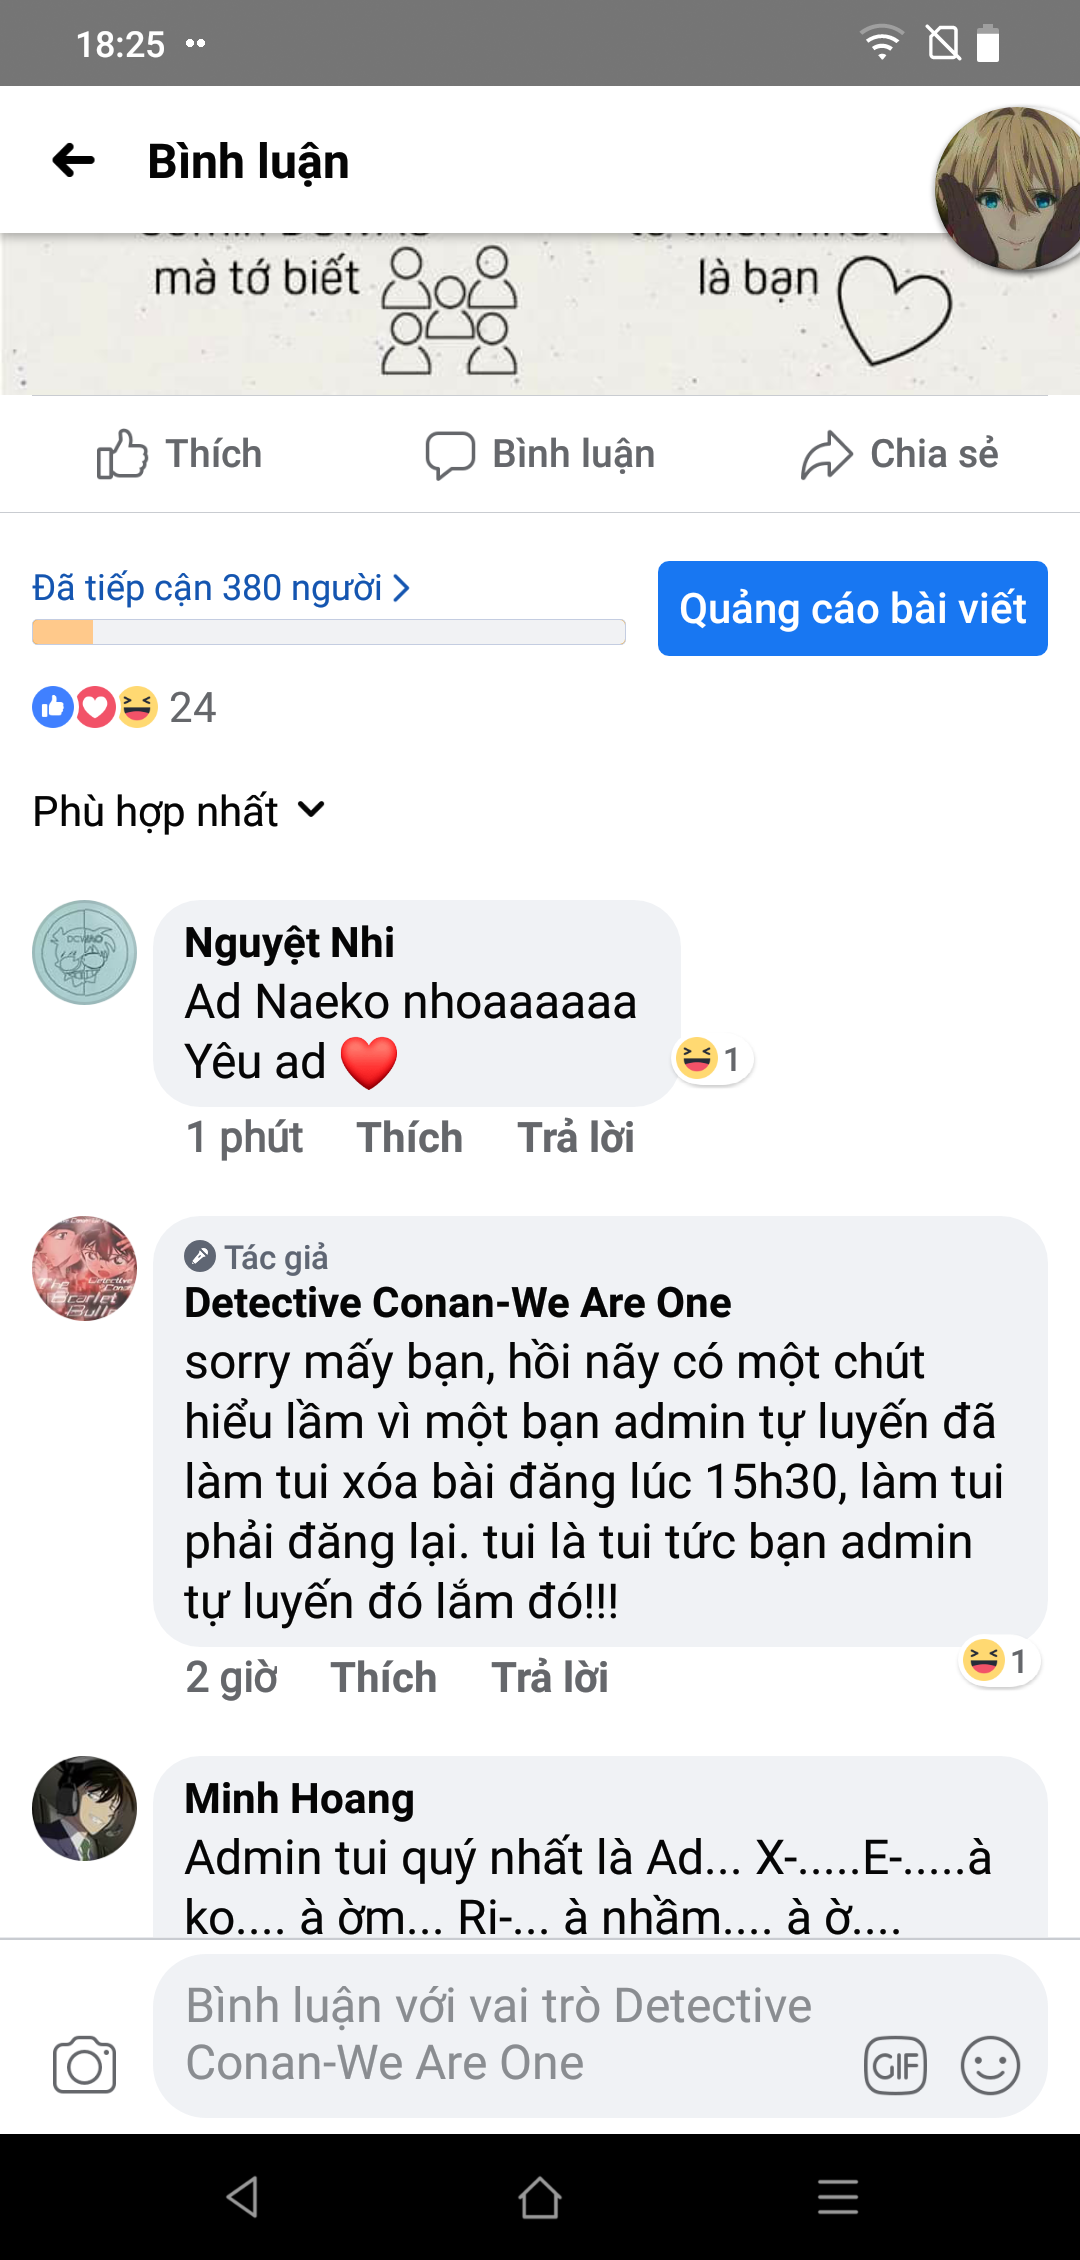 18:25
Bình luận
mà tớ biết
là bạn
Thích
Bình luận
Chia sẻ
Đã tiếp cận 380 người
Quảng cáo bài viết
24
Phù hợp nhất
Nguyệt Nhi
Ad Naeko nhoaaaaaa
Yêu ad ❤️
1
1 phút Thích Trả lời
Tác giả
Detective Conan-We Are One
sorry mấy bạn, hồi nãy có một chút
hiểu lầm vì một bạn admin tự luyến đã
làm tui xóa bài đăng lúc 15h30, làm tui
phải đăng lại. tui là tui tức bạn admin
tự luyến đó lắm đó!!!
1
2 giờ Thích Trả lời
Minh Hoang
Admin tui quý nhất là Ad... X-.....E-.....à
ko.... à ờm... Ri-... à nhầm.... à ờ....
Bình luận với vai trò Detective
Conan-We Are One
GIF